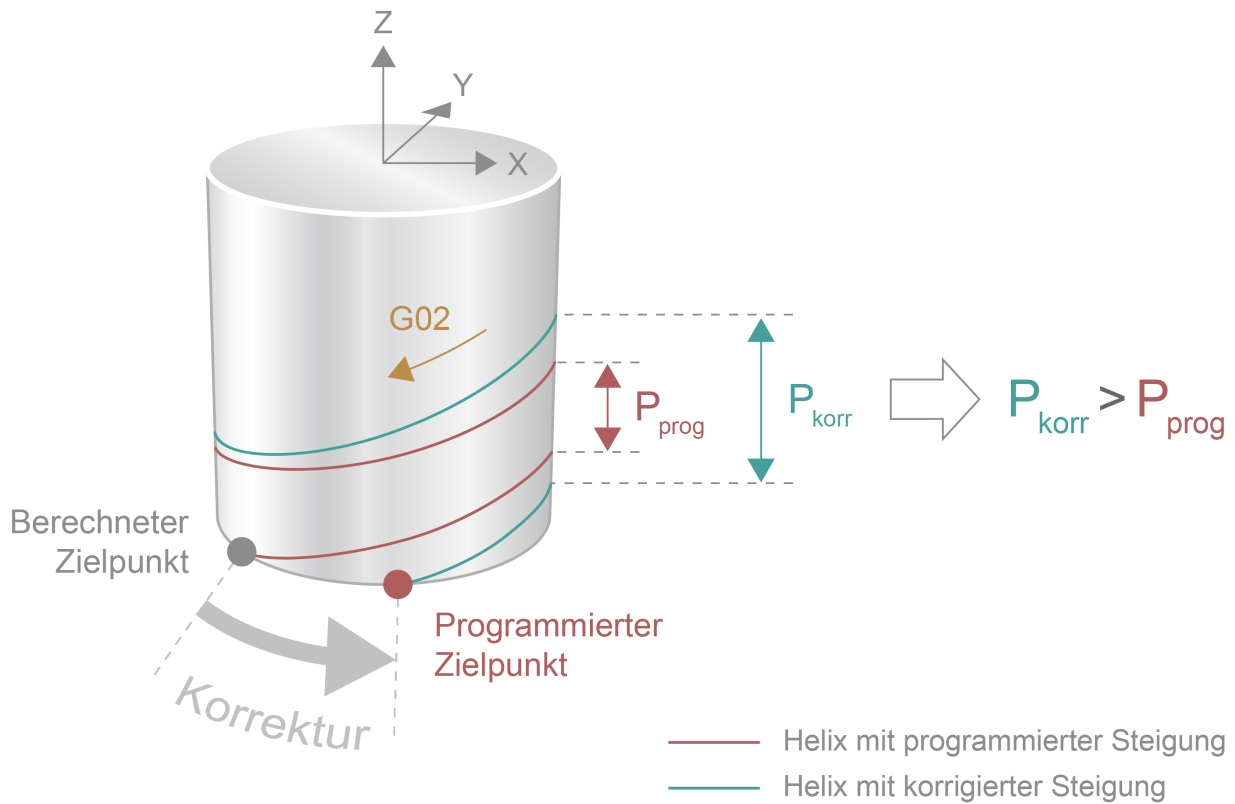 Z
Y
X
G02
P prog
P korr
P korr > P prog
Berechneter
Zielpunkt
Programmierter
Zielpunkt
Korrektur
Helix mit programmierter Steigung
Helix mit korrigierter Steigung